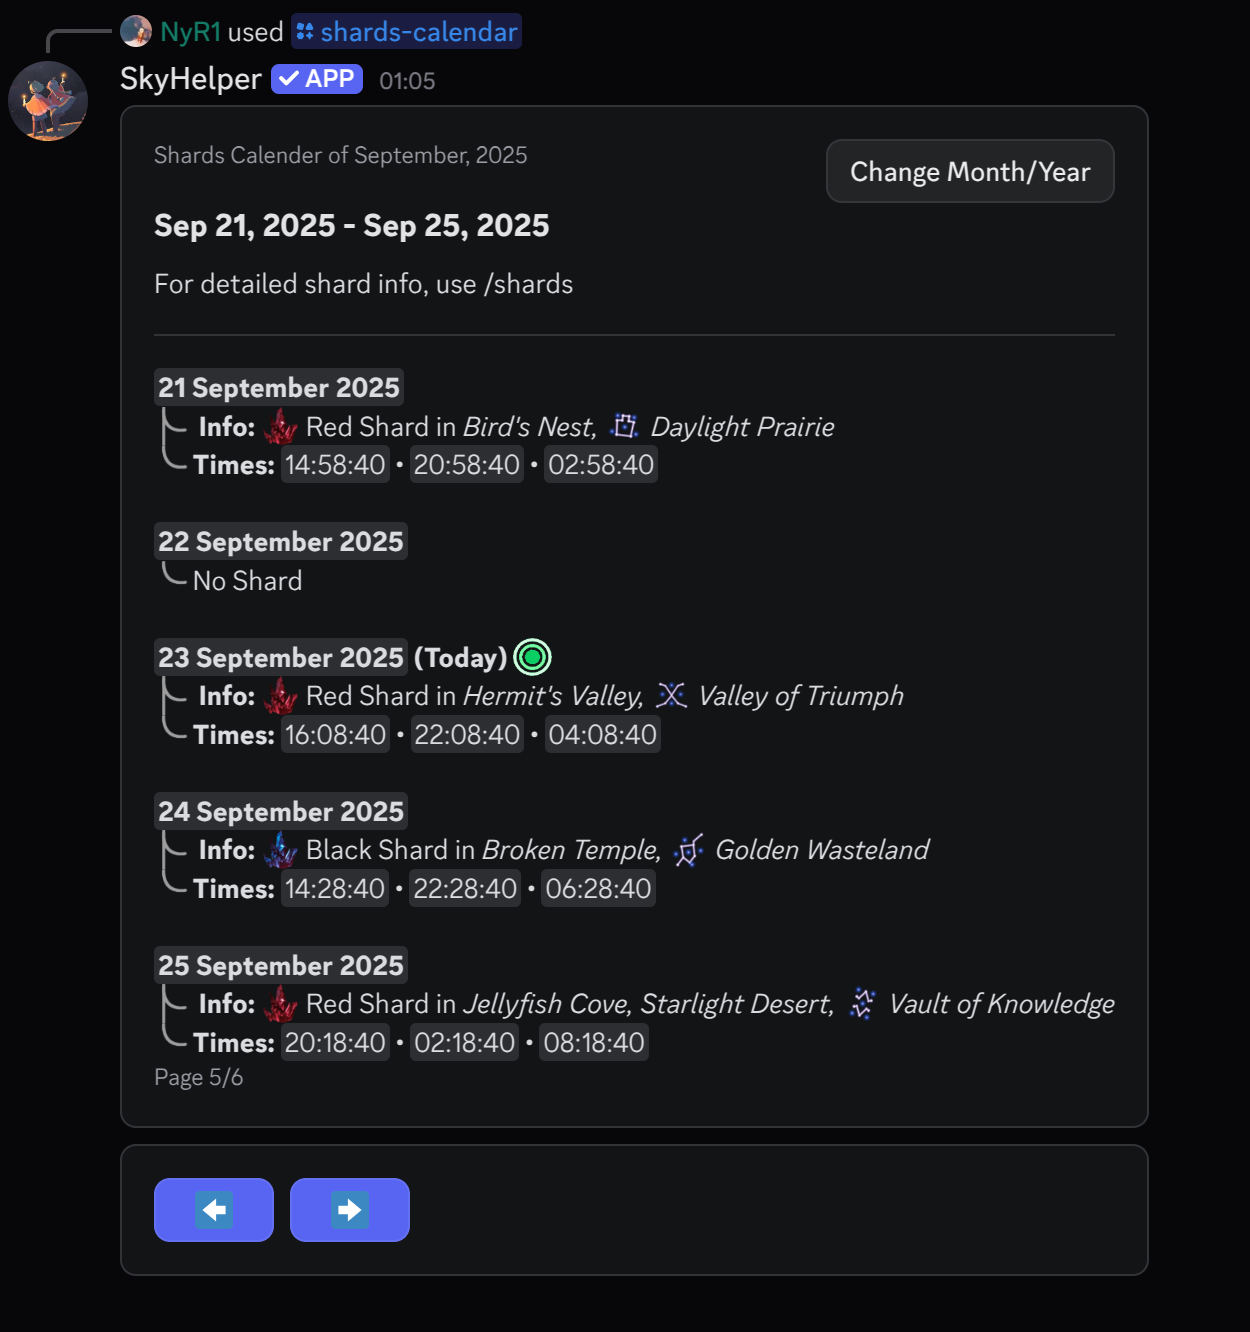 NyR1 used shards-calendar
SkyHelper APP 01:05
Shards Calender of September, 2025
Change Month/Year
Sep 21, 2025 - Sep 25, 2025
For detailed shard info, use /shards
21 September 2025
Info: Red Shard in Bird's Nest, Daylight Prairie
Times: 14:58:40 • 20:58:40 • 02:58:40
22 September 2025
No Shard
23 September 2025 (Today)
Info: Red Shard in Hermit's Valley, Valley of Triumph
Times: 16:08:40 • 22:08:40 • 04:08:40
24 September 2025
Info: Black Shard in Broken Temple, Golden Wasteland
Times: 14:28:40 • 22:28:40 • 06:28:40
25 September 2025
Info: Red Shard in Jellyfish Cove, Starlight Desert, Vault of Knowledge
Times: 20:18:40 • 02:18:40 • 08:18:40
Page 5/6